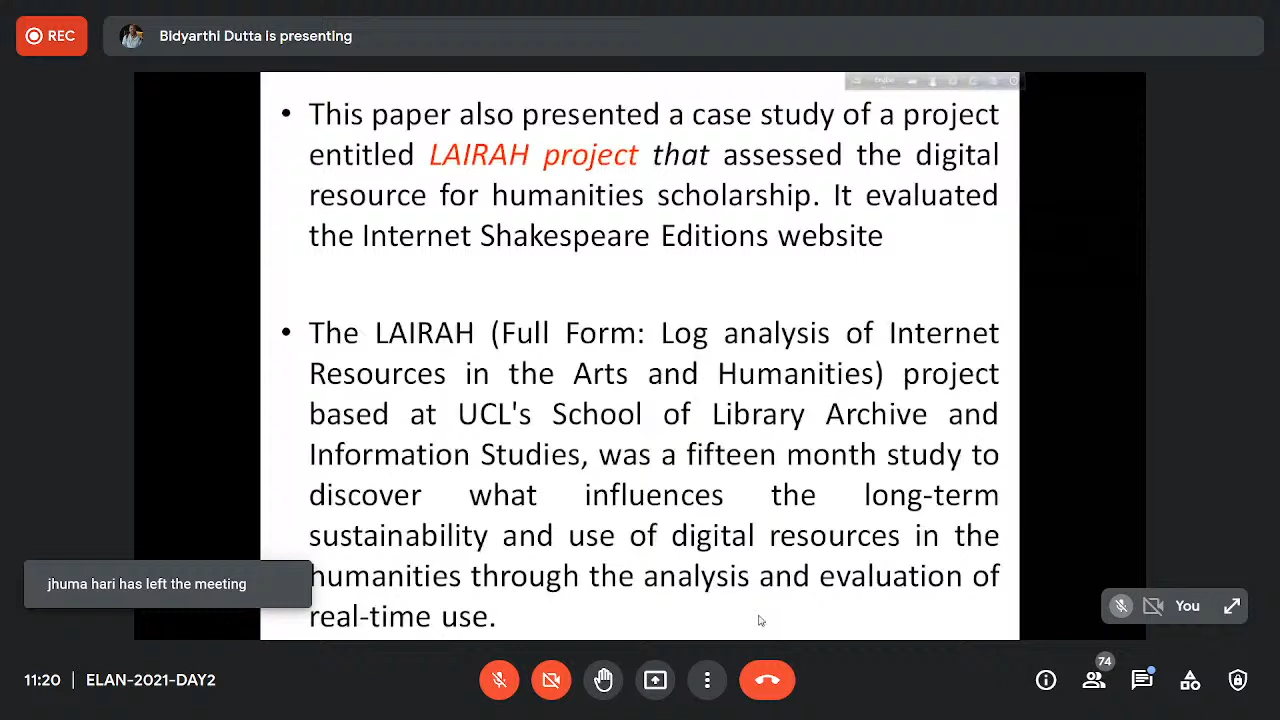 REC
Bidyarthi Dutta is presenting
• This paper also presented a case study of a project
entitled LAIRAH project that assessed the digital
resource for humanities scholarship. It evaluated
the Internet Shakespeare Editions website
• The LAIRAH (Full Form: Log analysis of Internet
Resources in the Arts and Humanities) project
based at UCL's School of Library Archive and
Information Studies, was a fifteen month study to
discover what influences the long-term
sustainability and use of digital resources in the
humanities through the analysis and evaluation of
real-time use.
jhuma hari has left the meeting
You
74
11:20 | ELAN-2021-DAY2